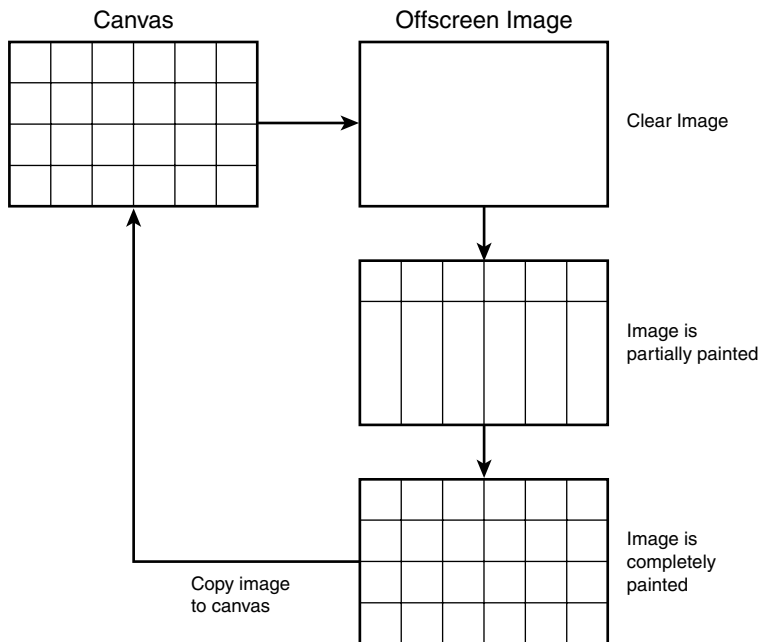 Canvas
Offscreen Image
Clear Image
Image is
partially painted
Image is
completely
painted
Copy image
to canvas